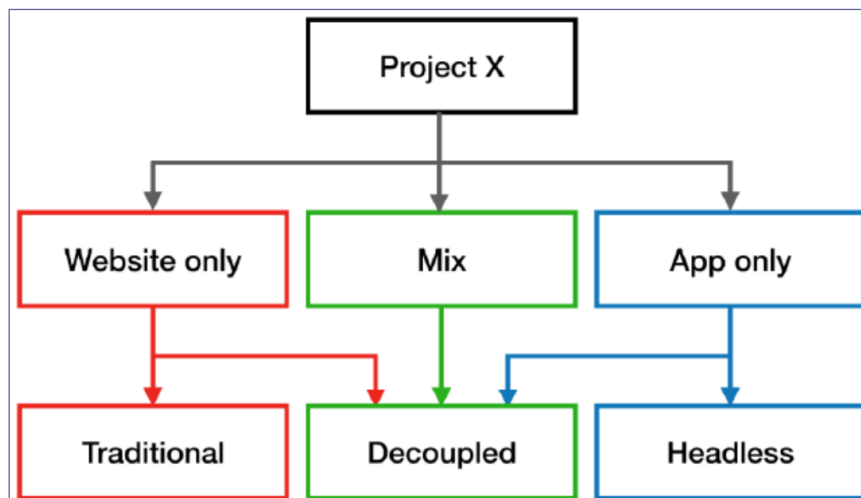 Project X
Website only
Mix
App only
Traditional
Decoupled
Headless